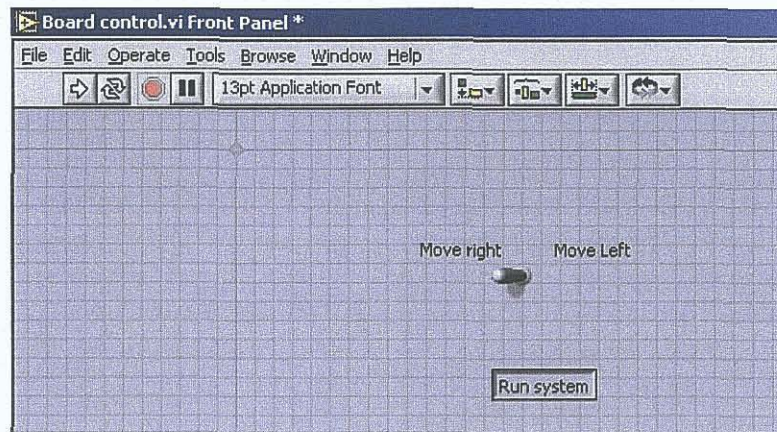 Board control.vi Front Panel *
File Edit Operate Tools Browse Window Help
13pt Application Font
Move right Move Left
Run system